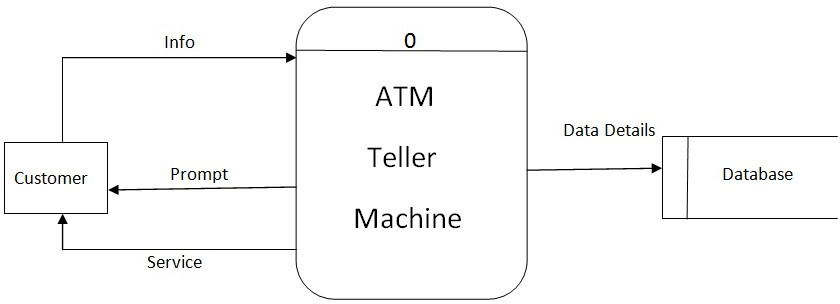 Info
0
ATM
Teller
Machine
Data Details
Customer
Prompt
Database
Service